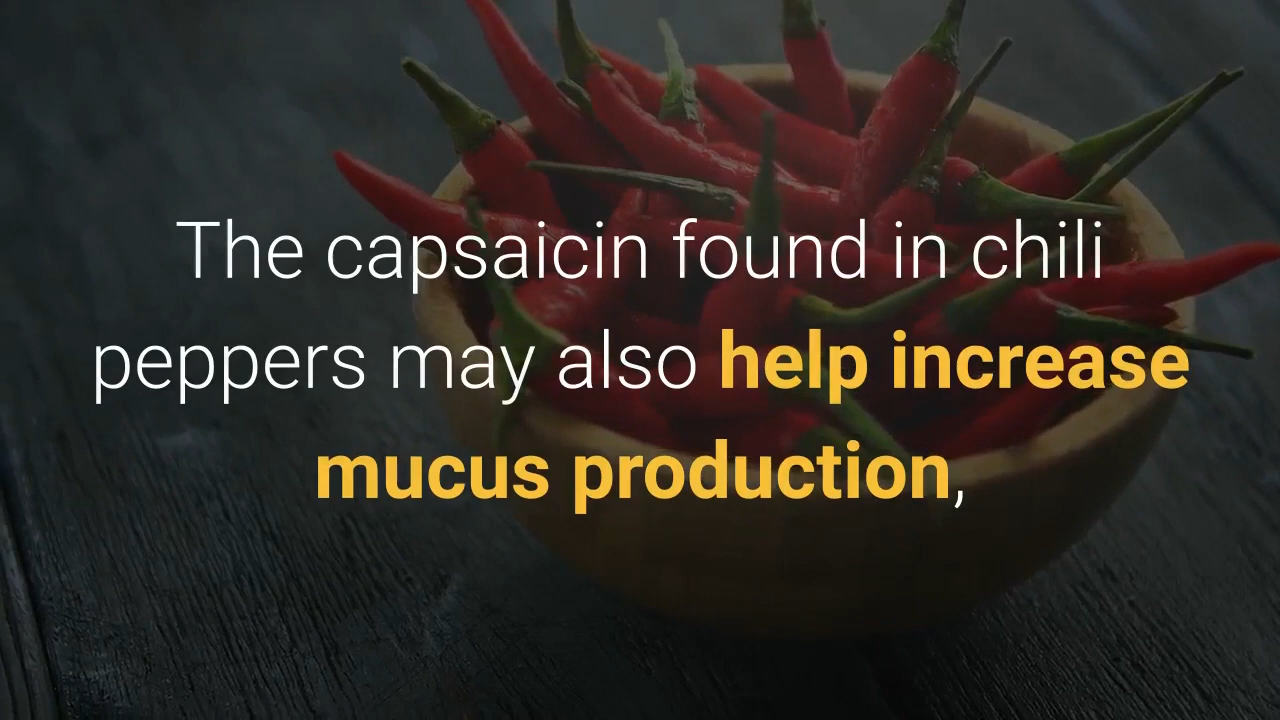 The capsaicin found in chili
peppers may also help increase
mucus production,